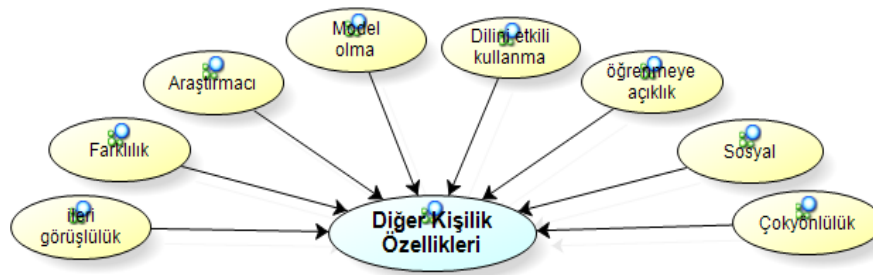 Model
olma
Dilini etkili
kullanma
Araştırmacı
öğrenmeye
açıklık
Farklılık
Sosyal
ileri
görüşlülük
Diğer Kişilik
Özellikleri
Çokyönlülük